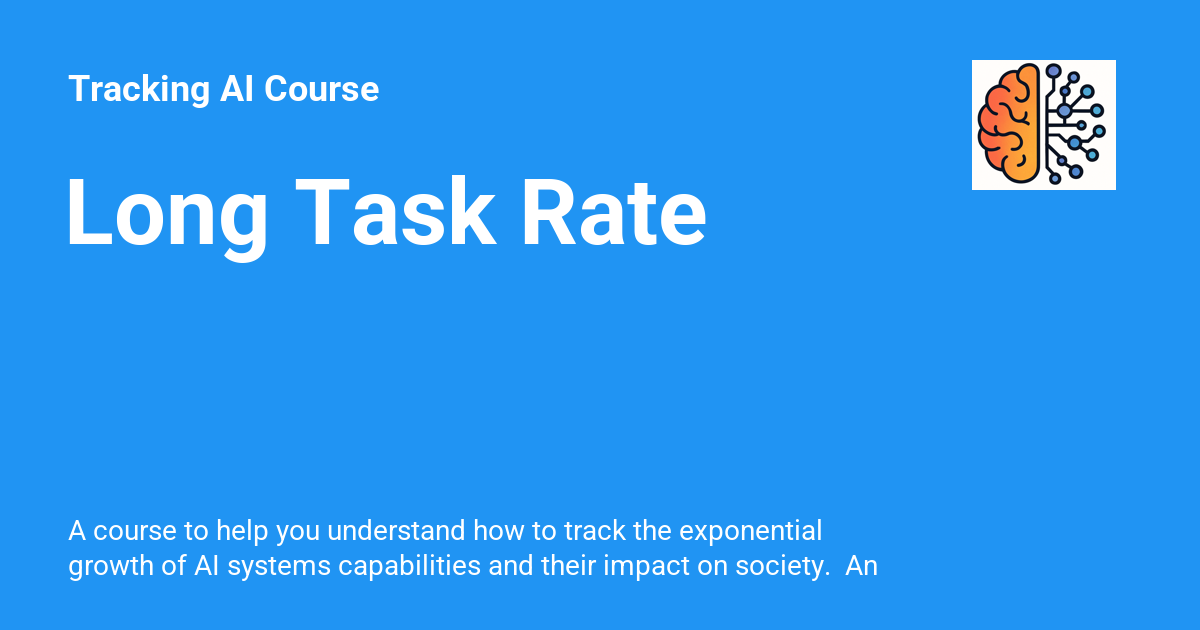 Tracking AI Course
Long Task Rate
A course to help you understand how to track the exponential
growth of AI systems capabilities and their impact on society.  An